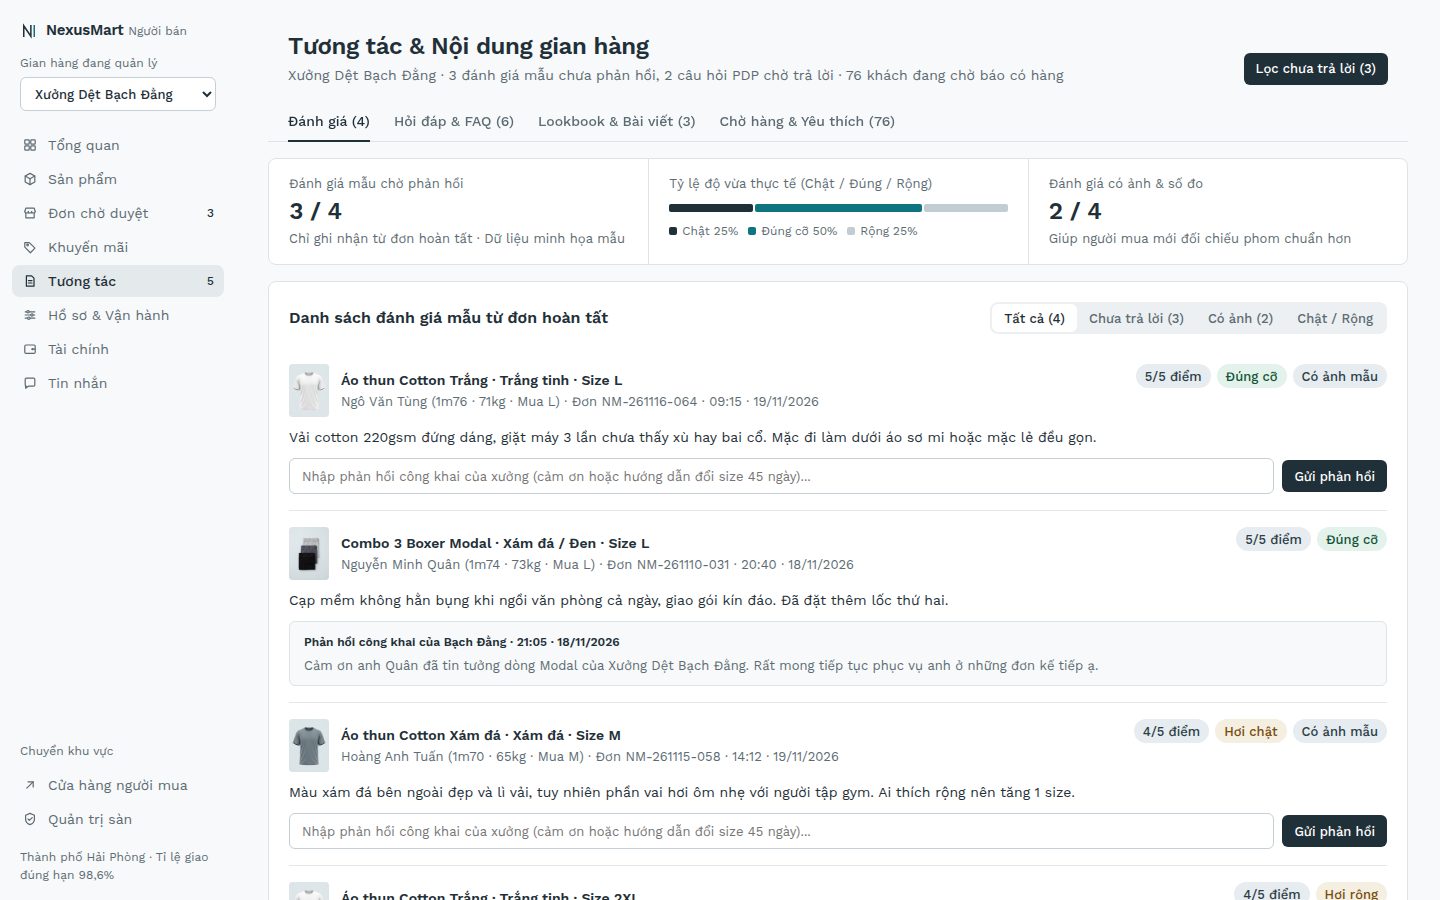 NexusMart Người bán
Gian hàng đang quản lý
Xưởng Dệt Bạch Đằng
Tổng quan
Sản phẩm
Đơn chờ duyệt 3
Khuyến mãi
Tương tác 5
Hồ sơ & Vận hành
Tài chính
Tin nhắn
Chuyển khu vực
Cửa hàng người mua
Quản trị sàn
Thành phố Hải Phòng · Tỉ lệ giao
đúng hạn 98,6%
Tương tác & Nội dung gian hàng
Xưởng Dệt Bạch Đằng · 3 đánh giá mẫu chưa phản hồi, 2 câu hỏi PDP chờ trả lời · 76 khách đang chờ báo có hàng
Lọc chưa trả lời (3)
Đánh giá (4) Hỏi đáp & FAQ (6) Lookbook & Bài viết (3) Chờ hàng & Yêu thích (76)
Đánh giá mẫu chờ phản hồi
3 / 4
Chỉ ghi nhận từ đơn hoàn tất · Dữ liệu minh họa mẫu
Tỷ lệ độ vừa thực tế (Chật / Đúng / Rộng)
Chật 25% Đúng cỡ 50% Rộng 25%
Đánh giá có ảnh & số đo
2 / 4
Giúp người mua mới đối chiếu phom chuẩn hơn
Danh sách đánh giá mẫu từ đơn hoàn tất
Tất cả (4) Chưa trả lời (3) Có ảnh (2) Chật / Rộng
Áo thun Cotton Trắng · Trắng tinh · Size L
5/5 điểm Đúng cỡ Có ảnh mẫu
Ngô Văn Tùng (1m76 · 71kg · Mua L) · Đơn NM-261116-064 · 09:15 · 19/11/2026
Vải cotton 220gsm đứng dáng, giặt máy 3 lần chưa thấy xù hay bai cổ. Mặc đi làm dưới áo sơ mi hoặc mặc lẻ đều gọn.
Nhập phản hồi công khai của xưởng (cảm ơn hoặc hướng dẫn đổi size 45 ngày)...
Gửi phản hồi
Combo 3 Boxer Modal · Xám đá / Đen · Size L
5/5 điểm Đúng cỡ
Nguyễn Minh Quân (1m74 · 73kg · Mua L) · Đơn NM-261110-031 · 20:40 · 18/11/2026
Cạp mềm không hằn bụng khi ngồi văn phòng cả ngày, giao gói kín đáo. Đã đặt thêm lốc thứ hai.
Phản hồi công khai của Bạch Đằng · 21:05 · 18/11/2026
Cảm ơn anh Quân đã tin tưởng dòng Modal của Xưởng Dệt Bạch Đằng. Rất mong tiếp tục phục vụ anh ở những đơn kế tiếp ạ.
Áo thun Cotton Xám đá · Xám đá · Size M
4/5 điểm Hơi chật Có ảnh mẫu
Hoàng Anh Tuấn (1m70 · 65kg · Mua M) · Đơn NM-261115-058 · 14:12 · 19/11/2026
Màu xám đá bên ngoài đẹp và lì vải, tuy nhiên phần vai hơi ôm nhẹ với người tập gym. Ai thích rộng nên tăng 1 size.
Nhập phản hồi công khai của xưởng (cảm ơn hoặc hướng dẫn đổi size 45 ngày)...
Gửi phản hồi
Áo thun Cotton Trắng · Trắng tinh · Size 2XL
4/5 điểm Hơi rộng